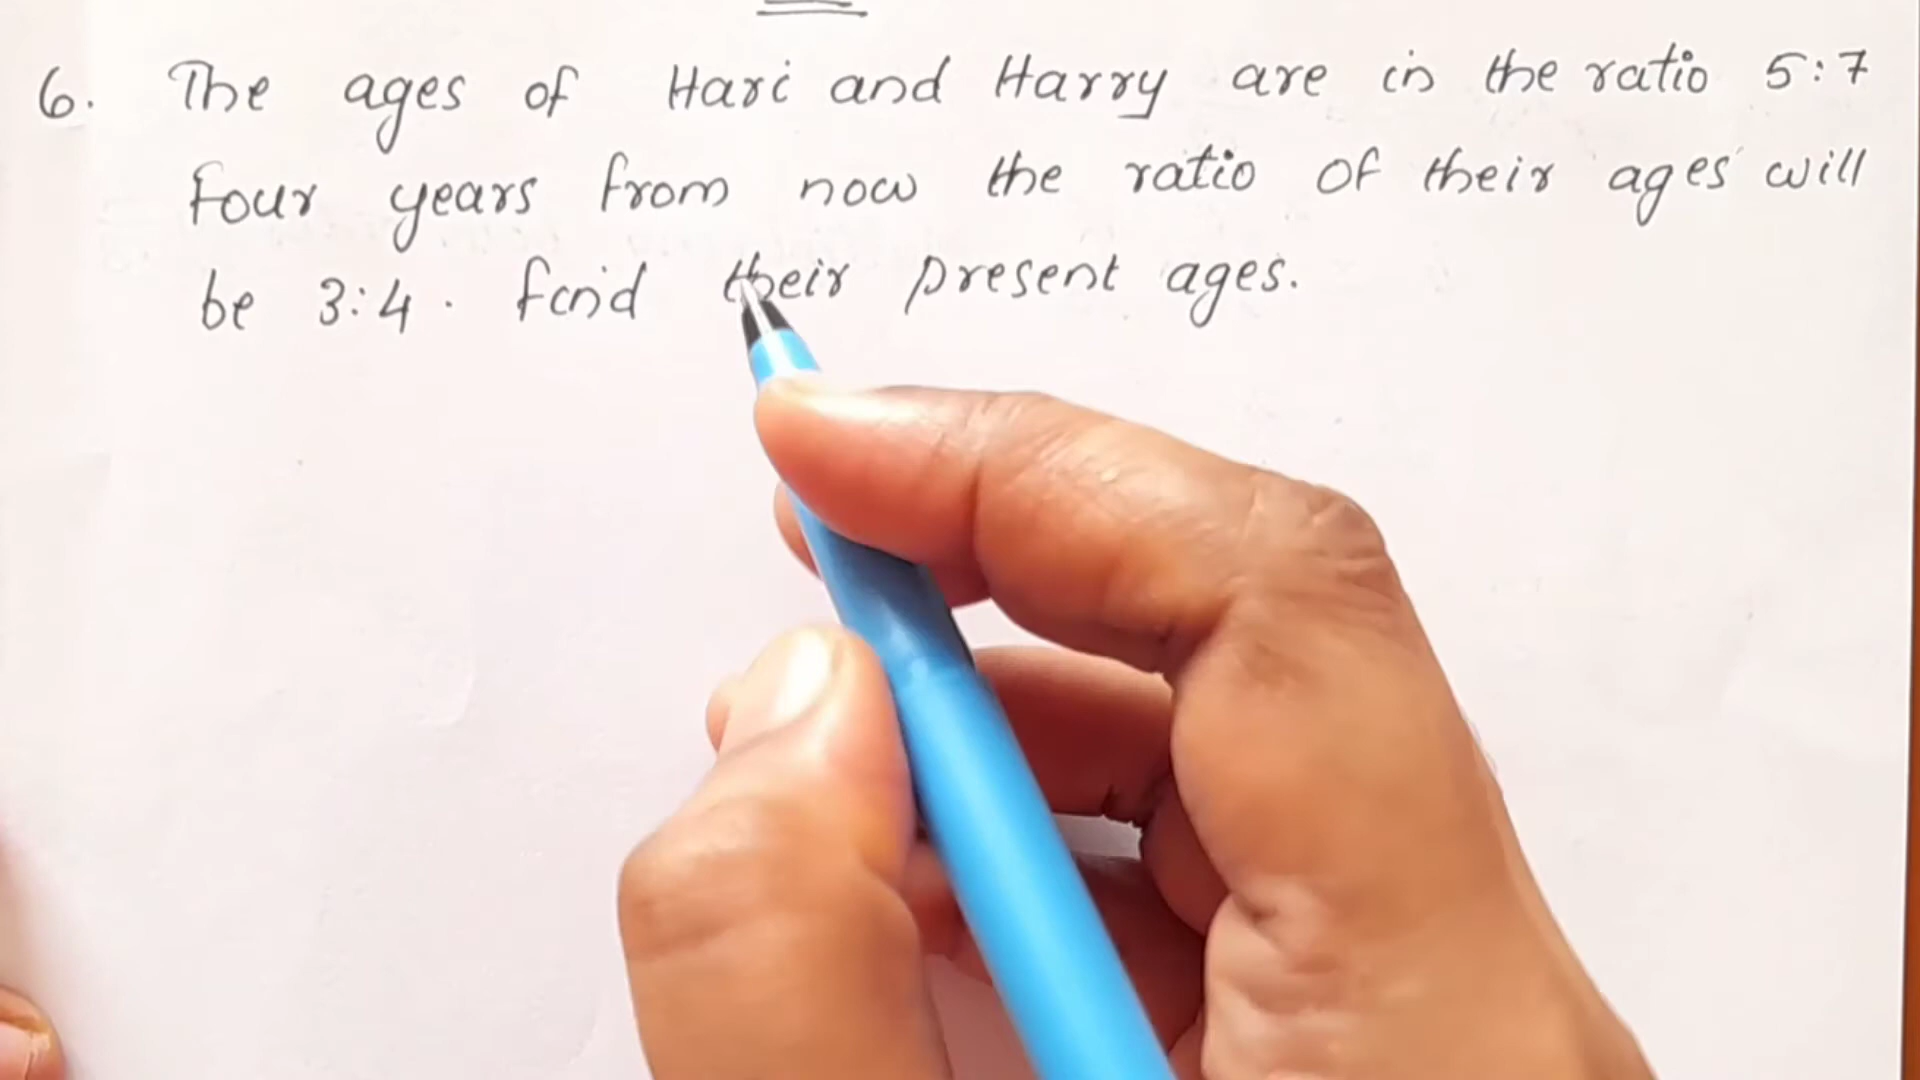 6. The ages of Hari and Harry are in the ratio 5:7
Four years from now the ratio of their ages will
be 3:4. find their present ages.